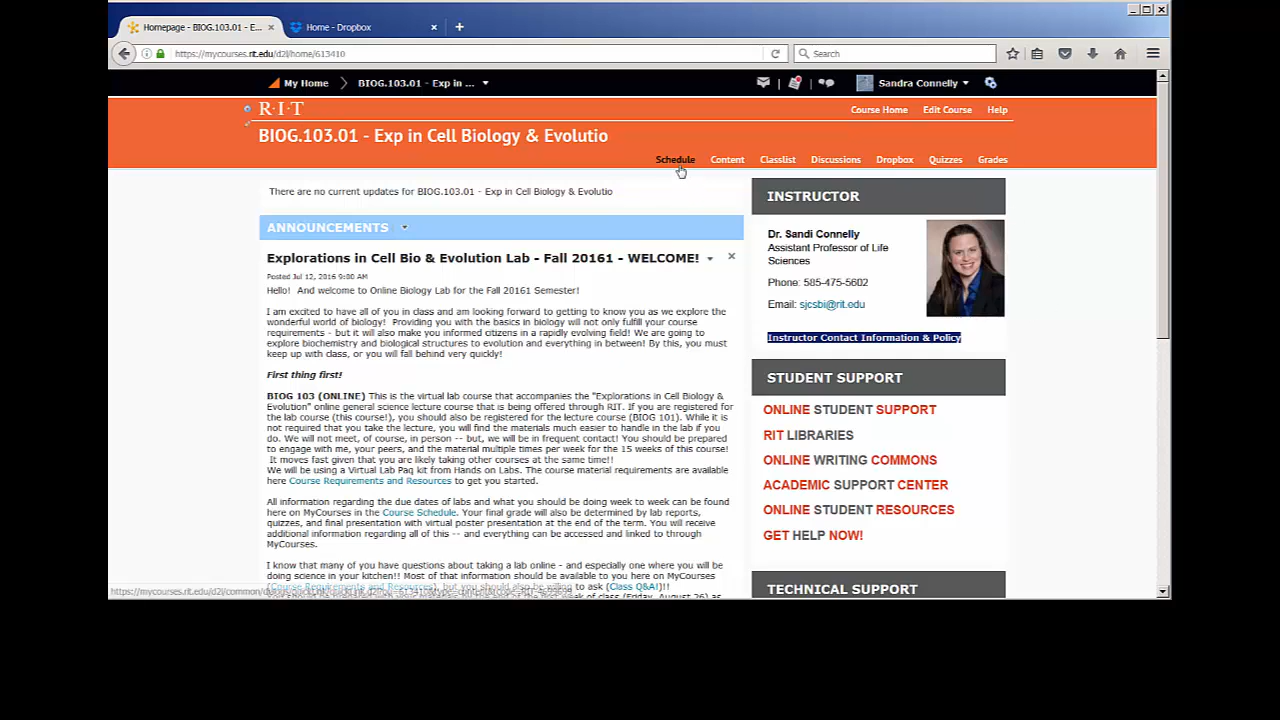 Homepage - BIOG.103.01 - E...
Home - Dropbox
https://mycourses.rit.edu/d2l/home/613410
Search
My Home
BIOG.103.01 - Exp in ...
Sandra Connelly
R·I·T
Course Home Edit Course Help
BIOG.103.01 - Exp in Cell Biology & Evolutio
Schedule Content Classlist Discussions Dropbox Quizzes Grades
There are no current updates for BIOG.103.01 - Exp in Cell Biology & Evolutio
ANNOUNCEMENTS
Explorations in Cell Bio & Evolution Lab - Fall 20161 - WELCOME!
Posted Jul 12, 2016 9:00 AM
Hello! And welcome to Online Biology Lab for the Fall 20161 Semester!
I am excited to have all of you in class and am looking forward to getting to know you as we explore the
wonderful world of biology! Providing you with the basics in biology will not only fulfill your course
requirements - but it will also make you informed citizens in a rapidly evolving field! We are going to
explore biochemistry and biological structures to evolution and everything in between! By this, you must
keep up with class, or you will fall behind very quickly!
First thing first!
BIOG 103 (ONLINE) This is the virtual lab course that accompanies the "Explorations in Cell Biology &
Evolution" online general science lecture course that is being offered through RIT. If you are registered for
the lab course (this course!), you should also be registered for the lecture course (BIOG 101). While it is
not required that you take the lecture, you will find the materials much easier to handle in the lab if you
do. We will not meet, of course, in person -- but, we will be in frequent contact! You should be prepared
to engage with me, your peers, and the material multiple times per week for the 15 weeks of this course!
It moves fast given that you are likely taking other courses at the same time!!
We will be using a Virtual Lab Paq kit from Hands on Labs. The course material requirements are available
here Course Requirements and Resources to get you started.
All information regarding the due dates of labs and what you should be doing week to week can be found
here on MyCourses in the Course Schedule. Your final grade will also be determined by lab reports,
quizzes, and final presentation with virtual poster presentation at the end of the term. You will receive
additional information regarding all of this -- and everything can be accessed and linked to through
MyCourses.
I know that many of you have questions about taking a lab online - and especially one where you will be
doing science in your kitchen!! Most of that information should be available to you here on MyCourses
(Course Requirements and Resources), but you should also be willing to ask (Class Q&A!)!!
week of class (Friday, August 26) as
INSTRUCTOR
Dr. Sandi Connelly
Assistant Professor of Life
Sciences
Phone: 585-475-5602
Email: sjcsbi@rit.edu
Instructor Contact Information & Policy
STUDENT SUPPORT
ONLINE STUDENT SUPPORT
RIT LIBRARIES
ONLINE WRITING COMMONS
ACADEMIC SUPPORT CENTER
ONLINE STUDENT RESOURCES
GET HELP NOW!
TECHNICAL SUPPORT